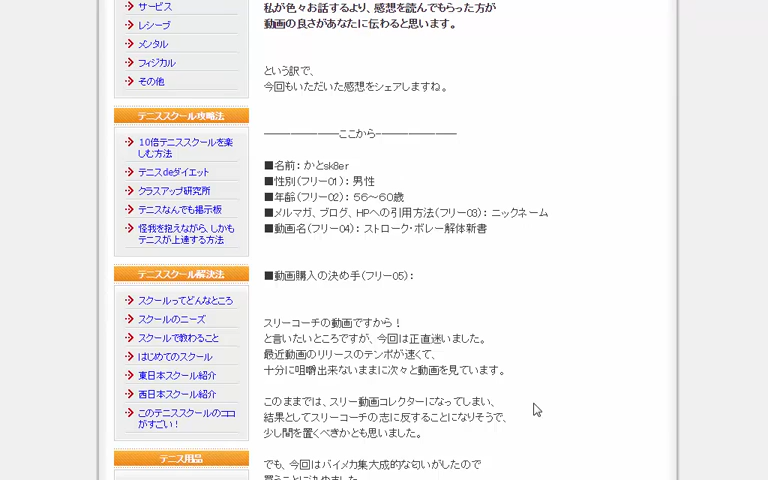 サービス
レシーブ
メンタル
フィジカル
その他
テニススクール攻略法
10倍テニススクールを楽
しむ方法
テニスdeダイエット
クラスアップ研究所
テニスなんでも掲示板
怪我を抱えながら、しかも
テニスが上達する方法
テニススクール解決法
スクールってどんなところ
スクールのニーズ
スクールで教わること
はじめてのスクール
東日本スクール紹介
西日本スクール紹介
このテニススクールのココ
がすごい！
テニス用品
私が色々お話するより、感想を読んでもらった方が
動画の良さがあなたに伝わると思います。
という訳で、
今回もいただいた感想をシェアしますね。
―――――――ここから―――――――
■名前：かとsk8er
■性別(フリー01)：男性
■年齢(フリー02)：56～60歳
■メルマガ、ブログ、HPへの引用方法(フリー03)：ニックネーム
■動画名(フリー04)：ストローク・ボレー解体新書
■動画購入の決め手(フリー05)：
スリーコーチの動画ですから！
と言いたいところですが、今回は正直迷いました。
最近動画のリリースのテンポが速くて、
十分に咀嚼出来ないままに次々と動画を見ています。
このままでは、スリー動画コレクターになってしまい、
結果としてスリーコーチの志に反することになりそうで、
少し間を置くべきかとも思いました。
でも、今回はバイメカ集大成的な匂いがしたので
買うことに決めました。